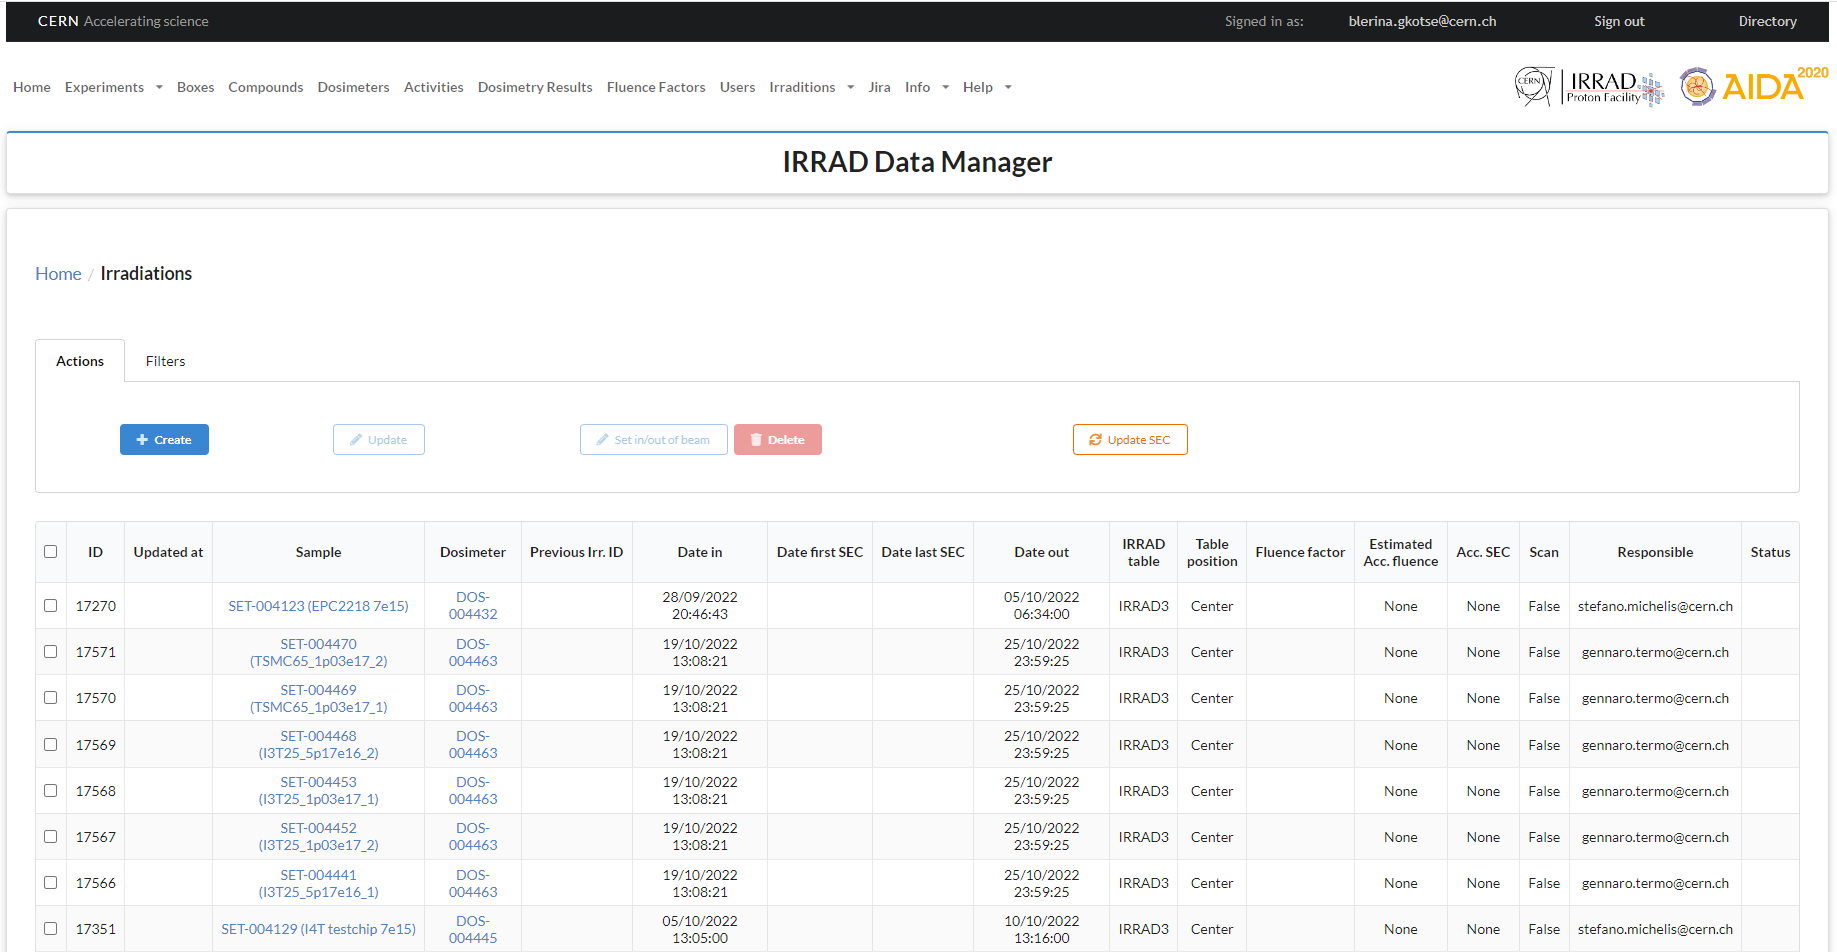 CERN Accelerating science Signed in as: blerina.gkotse@cern.ch Sign out Directory
Home Experiments Boxes Compounds Dosimeters Activities Dosimetry Results Fluence Factors Users Irraditions Jira Info Help
CERN IRRAD Proton Facility AIDA 2020
IRRAD Data Manager
Home / Irradiations
Actions Filters
Create Update Set in/out of beam Delete Update SEC
ID Updated at Sample Dosimeter Previous Irr. ID Date in Date first SEC Date last SEC Date out IRRAD table Table position Fluence factor Estimated Acc. fluence Acc. SEC Scan Responsible Status
17270 SET-004123 (EPC2218 7e15) DOS-004432 28/09/2022 20:46:43 05/10/2022 06:34:00 IRRAD3 Center None None False stefano.michelis@cern.ch
17571 SET-004470 (TSMC65_1p03e17_2) DOS-004463 19/10/2022 13:08:21 25/10/2022 23:59:25 IRRAD3 Center None None False gennaro.termo@cern.ch
17570 SET-004469 (TSMC65_1p03e17_1) DOS-004463 19/10/2022 13:08:21 25/10/2022 23:59:25 IRRAD3 Center None None False gennaro.termo@cern.ch
17569 SET-004468 (I3T25_5p17e16_2) DOS-004463 19/10/2022 13:08:21 25/10/2022 23:59:25 IRRAD3 Center None None False gennaro.termo@cern.ch
17568 SET-004453 (I3T25_1p03e17_1) DOS-004463 19/10/2022 13:08:21 25/10/2022 23:59:25 IRRAD3 Center None None False gennaro.termo@cern.ch
17567 SET-004452 (I3T25_1p03e17_2) DOS-004463 19/10/2022 13:08:21 25/10/2022 23:59:25 IRRAD3 Center None None False gennaro.termo@cern.ch
17566 SET-004441 (I3T25_5p17e16_1) DOS-004463 19/10/2022 13:08:21 25/10/2022 23:59:25 IRRAD3 Center None None False gennaro.termo@cern.ch
17351 SET-004129 (I4T testchip 7e15) DOS-004445 05/10/2022 13:05:00 10/10/2022 13:16:00 IRRAD3 Center None None False stefano.michelis@cern.ch